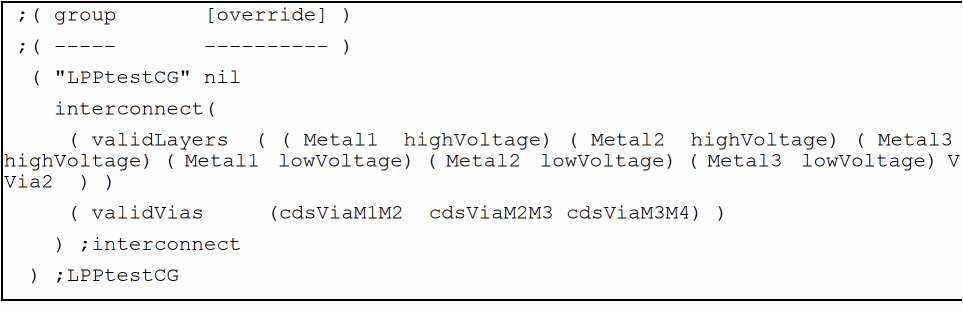 ;( group [override] )
;( ----- ---------- )
( "LPPtestCG" nil
interconnect(
( validLayers ( ( Metal1 highVoltage) ( Metal2 highVoltage) ( Metal3
highVoltage) ( Metal1 lowVoltage) ( Metal2 lowVoltage) ( Metal3 lowVoltage) V
Via2 ) )
( validVias (cdsViaM1M2 cdsViaM2M3 cdsViaM3M4) )
) ;interconnect
) ;LPPtestCG